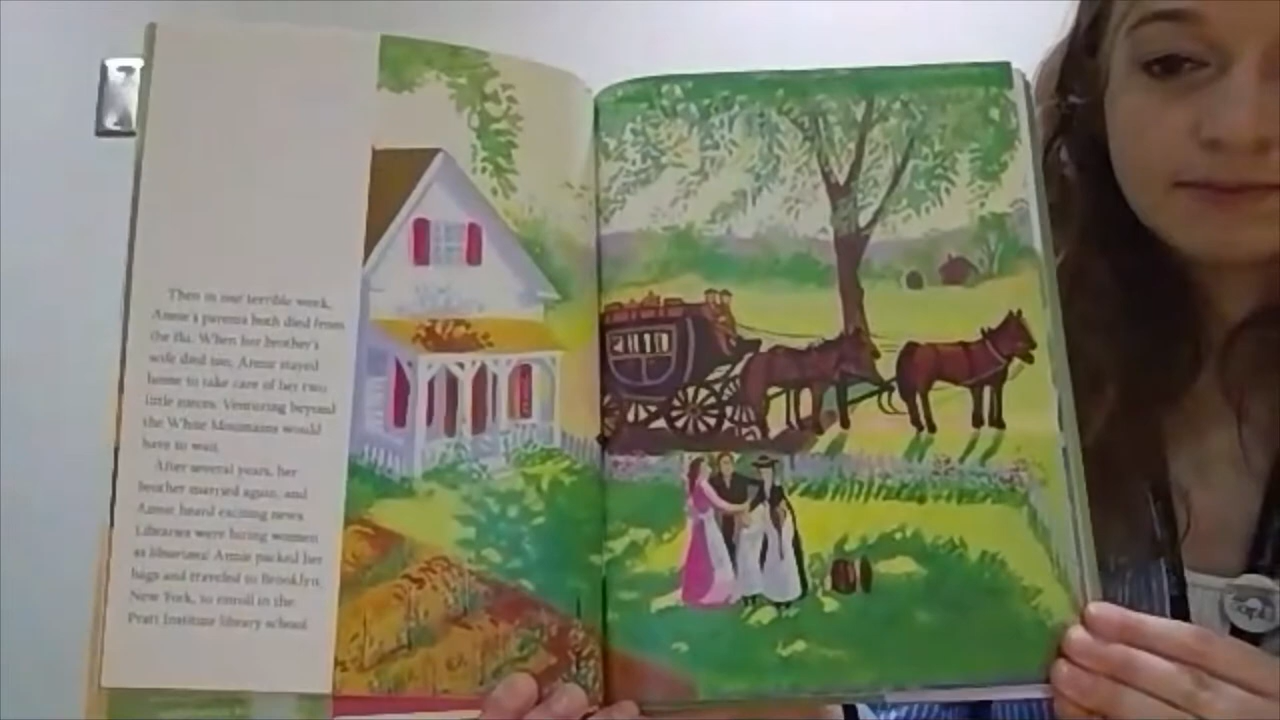 Then in one terrible week,
Annie's parents both died from
the flu. When her brother's
wife died too, Annie stayed
home to take care of her two
little nieces. Venturing beyond
the White Mountains would
have to wait.
After several years, her
brother married again, and
Annie heard exciting news.
Libraries were hiring women
as librarians! Annie packed her
bags and traveled to Brooklyn,
New York, to enroll in the
Pratt Institute library school.